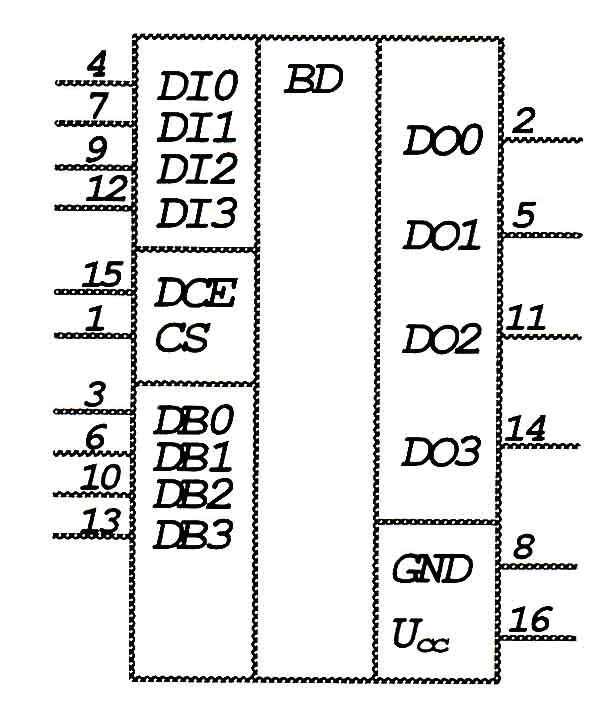 4 DI0
7 DI1
9 DI2
12 DI3
15 DCE
1 CS
3 DB0
6 DB1
10 DB2
13 DB3
BD
DO0 2
DO1 5
DO2 11
DO3 14
GND 8
Ucc 16